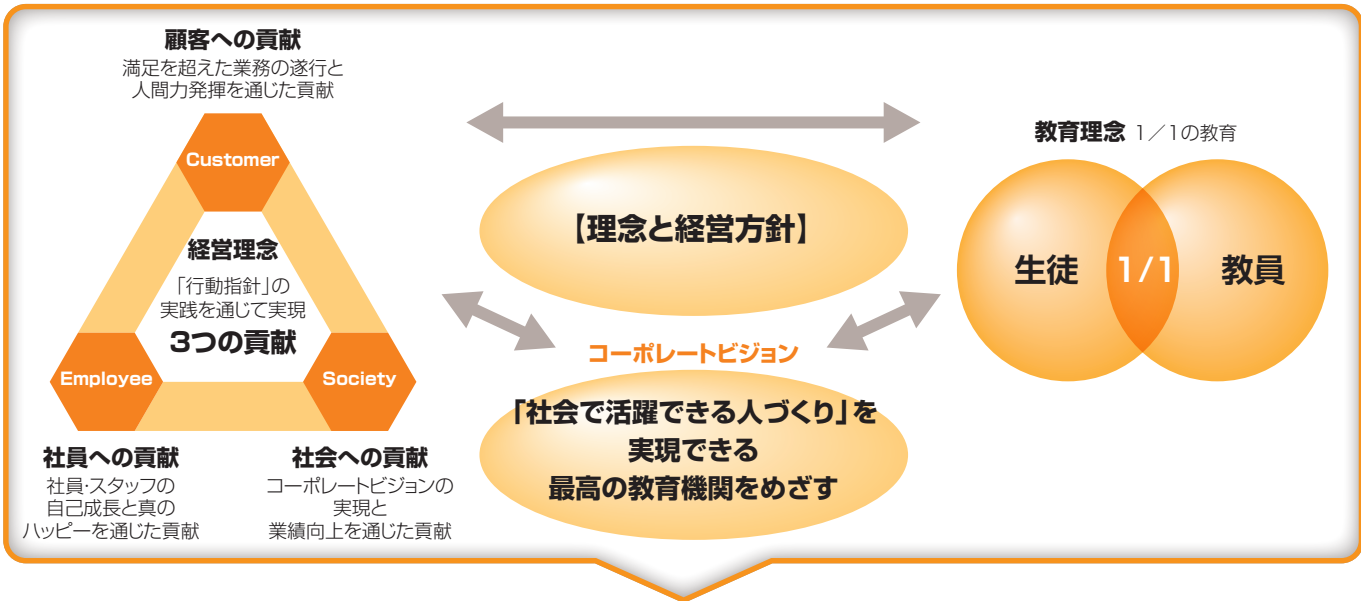 顧客への貢献
満足を超えた業務の遂行と
人間力発揮を通じた貢献
Customer
経営理念
「行動指針」の
実践を通じて実現
3つの貢献
Employee
Society
社員への貢献
社員・スタッフの
自己成長と真の
ハッピーを通じた貢献
社会への貢献
コーポレートビジョンの
実現と
業績向上を通じた貢献
【理念と経営方針】
コーポレートビジョン
「社会で活躍できる人づくり」を
実現できる
最高の教育機関をめざす
教育理念 1／1の教育
生徒 1/1 教員